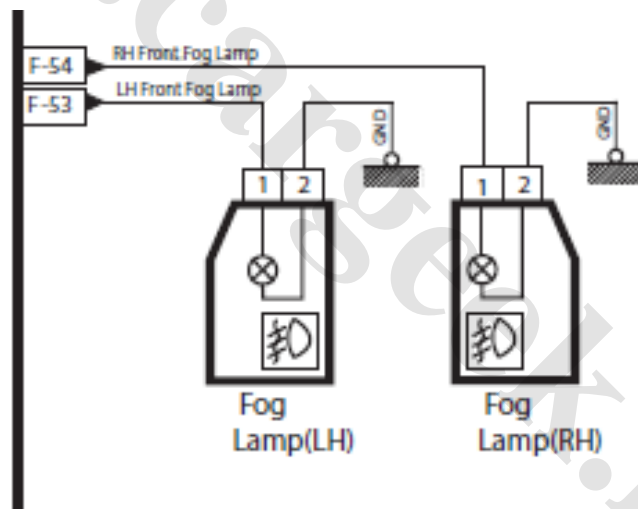 F-54
RH Front Fog Lamp
F-53
LH Front Fog Lamp
GND
GND
1 2
1 2
Fog
Lamp(LH)
Fog
Lamp(RH)